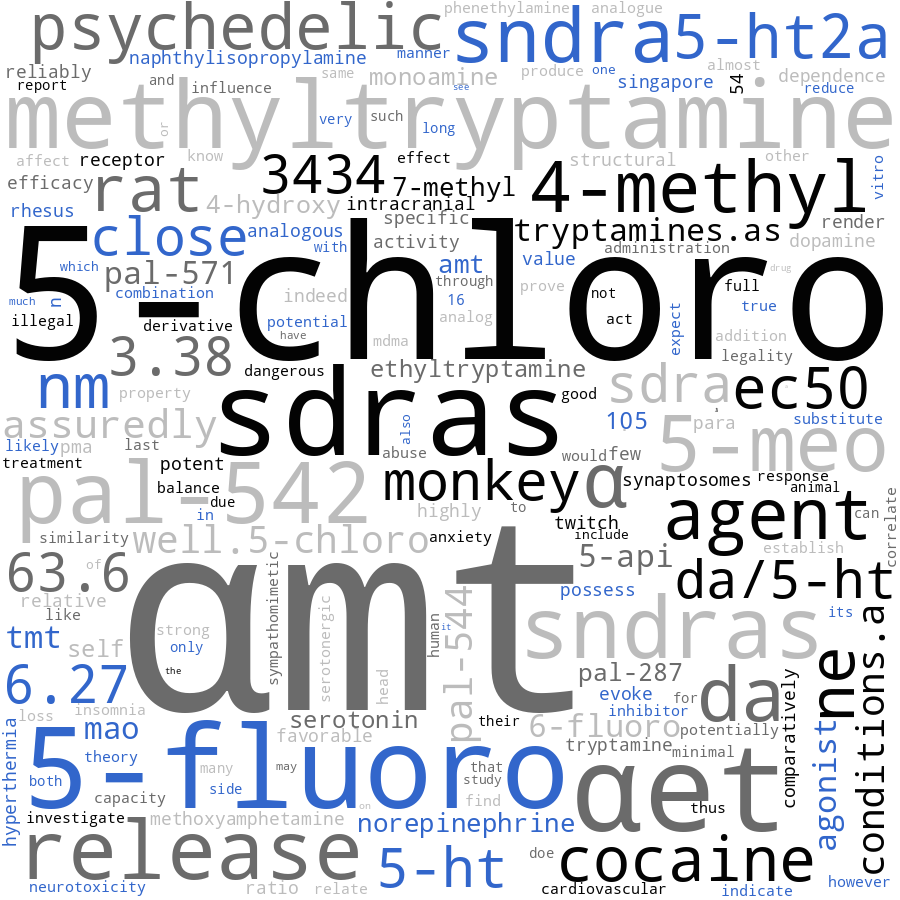 psychedelic
phenethylamine analogue
sndra
5-ht2a
naphthylisopropylamine
manner
reliably
report
and
influence
same
monoamine
see
produce
one
singapore
almost
54
dependence
reduce
methyltryptamine
or
very
such
long
affect
receptor
know
3434
effect
structural
other
vitro
efficacy
rat
7-methyl
4-methyl
rhesus
4-hydroxy
intracranial
specific
tryptamines.as
render
close
analogous
with
activity
administration
dopamine
5-chloro
which
pal-571
amt
value
through
drug
much
n
combination
indeed
16
prove
not
full
illegal
derivative
potential
have
analog
act
expect
true
3.38
mdma
addition
legality
dangerous
ethyltryptamine
nm
property
sdras
good
sdra
ec50
assuredly
also
105
para
substitute
5-meo
likely
pma
last
abuse
would
few
treatment
potent
monkey
α
synaptosomes
response
animal
pal-542
balance
due
in
highly
to
twitch
include
agent
can
correlate
similarity
well.5-chloro
anxiety
establish
63.6
of
αmt
5-api
da/5-ht
relative
like
sympathomimetic
possess
sndras
its
tmt
self
strong
only
serotonergic
head
human
it
pal-544
the
pal-287
6.27
evoke
inhibitor
for
da
comparatively
ne
conditions.a
loss
insomnia
mao
serotonin
their
6-fluoro
potentially
hyperthermia
5-fluoro
theory
favorable
tryptamine
minimal
agonist
both
many
may
that
study
αet
capacity
side
find
on
thus
investigate
methoxyamphetamine
norepinephrine
release
5-ht
doe
cocaine
neurotoxicity
ratio
relate
cardiovascular
indicate
however